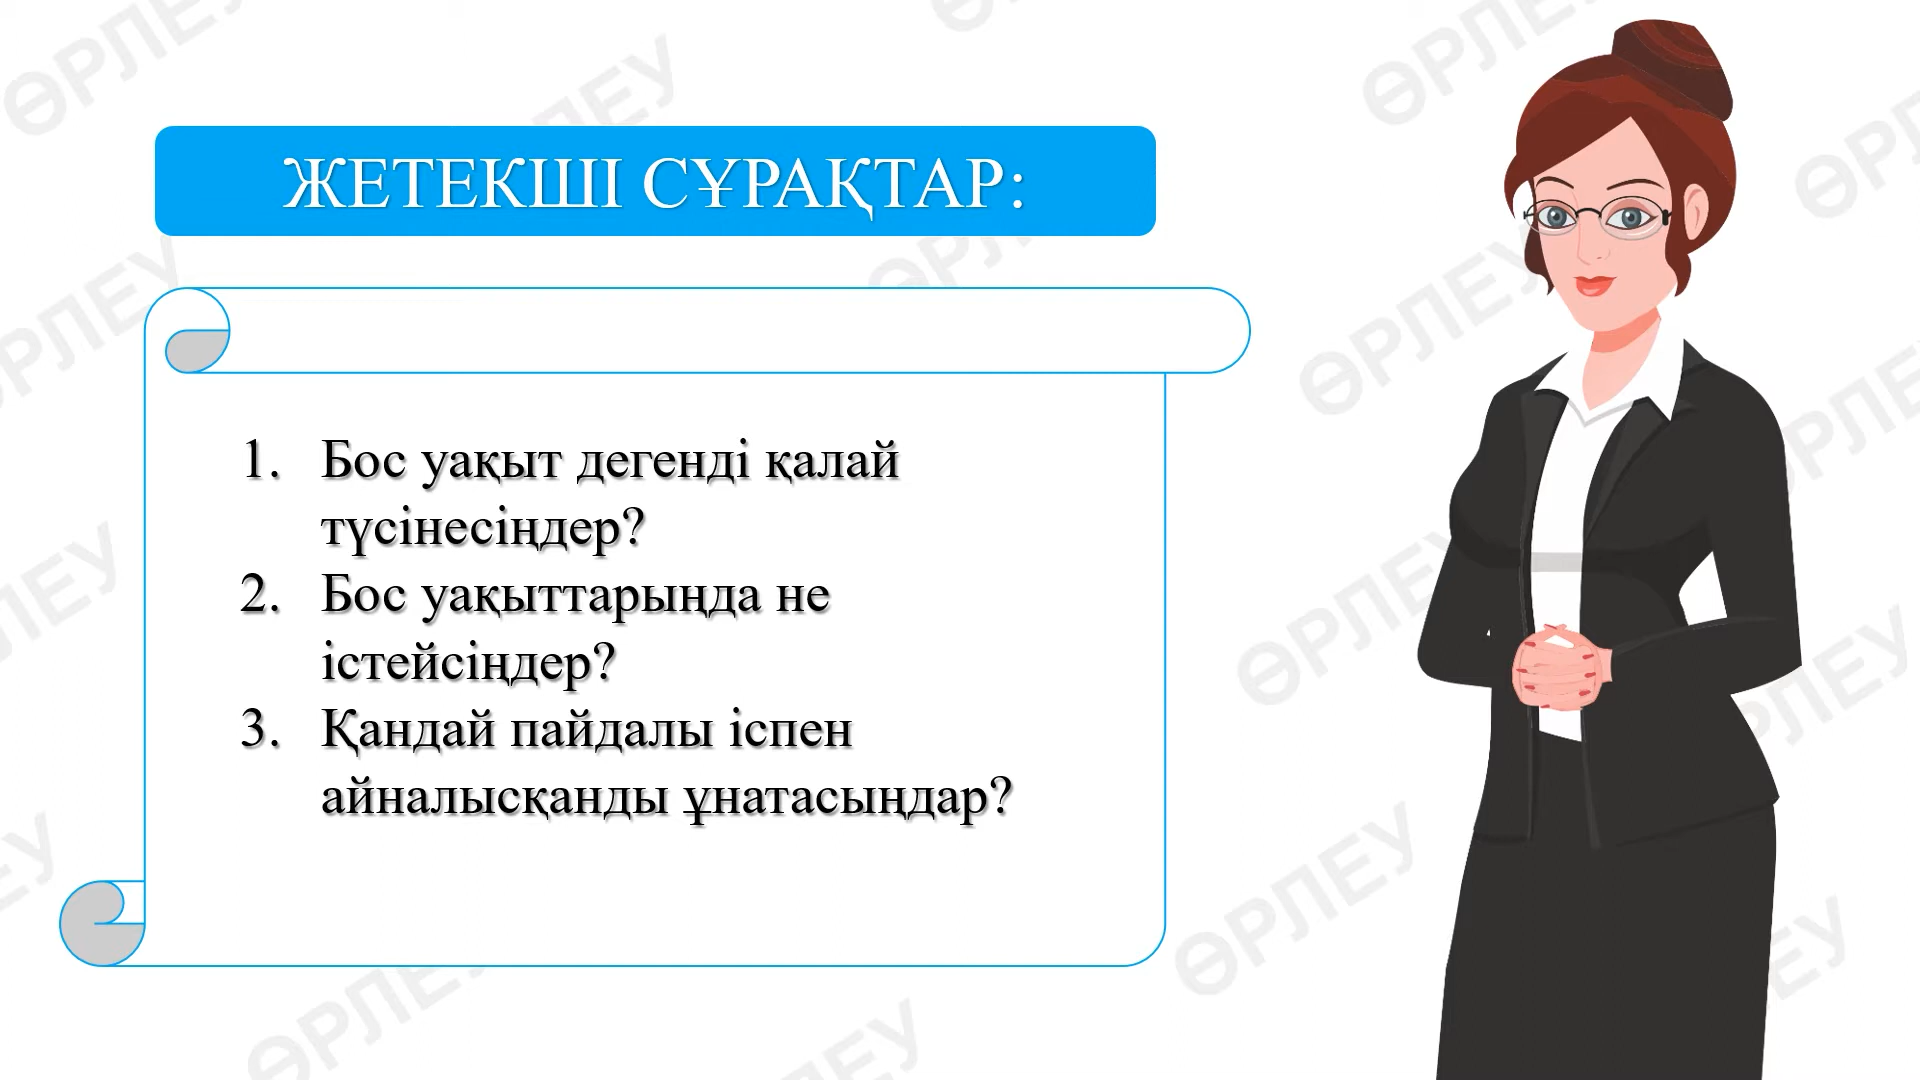 ЖЕТЕКШІ СҰРАҚТАР:
1. Бос уақыт дегенді қалай
түсінесіңдер?
2. Бос уақыттарыңда не
істейсіңдер?
3. Қандай пайдалы іспен
айналысқанды ұнатасыңдар?
ӨРЛЕУ